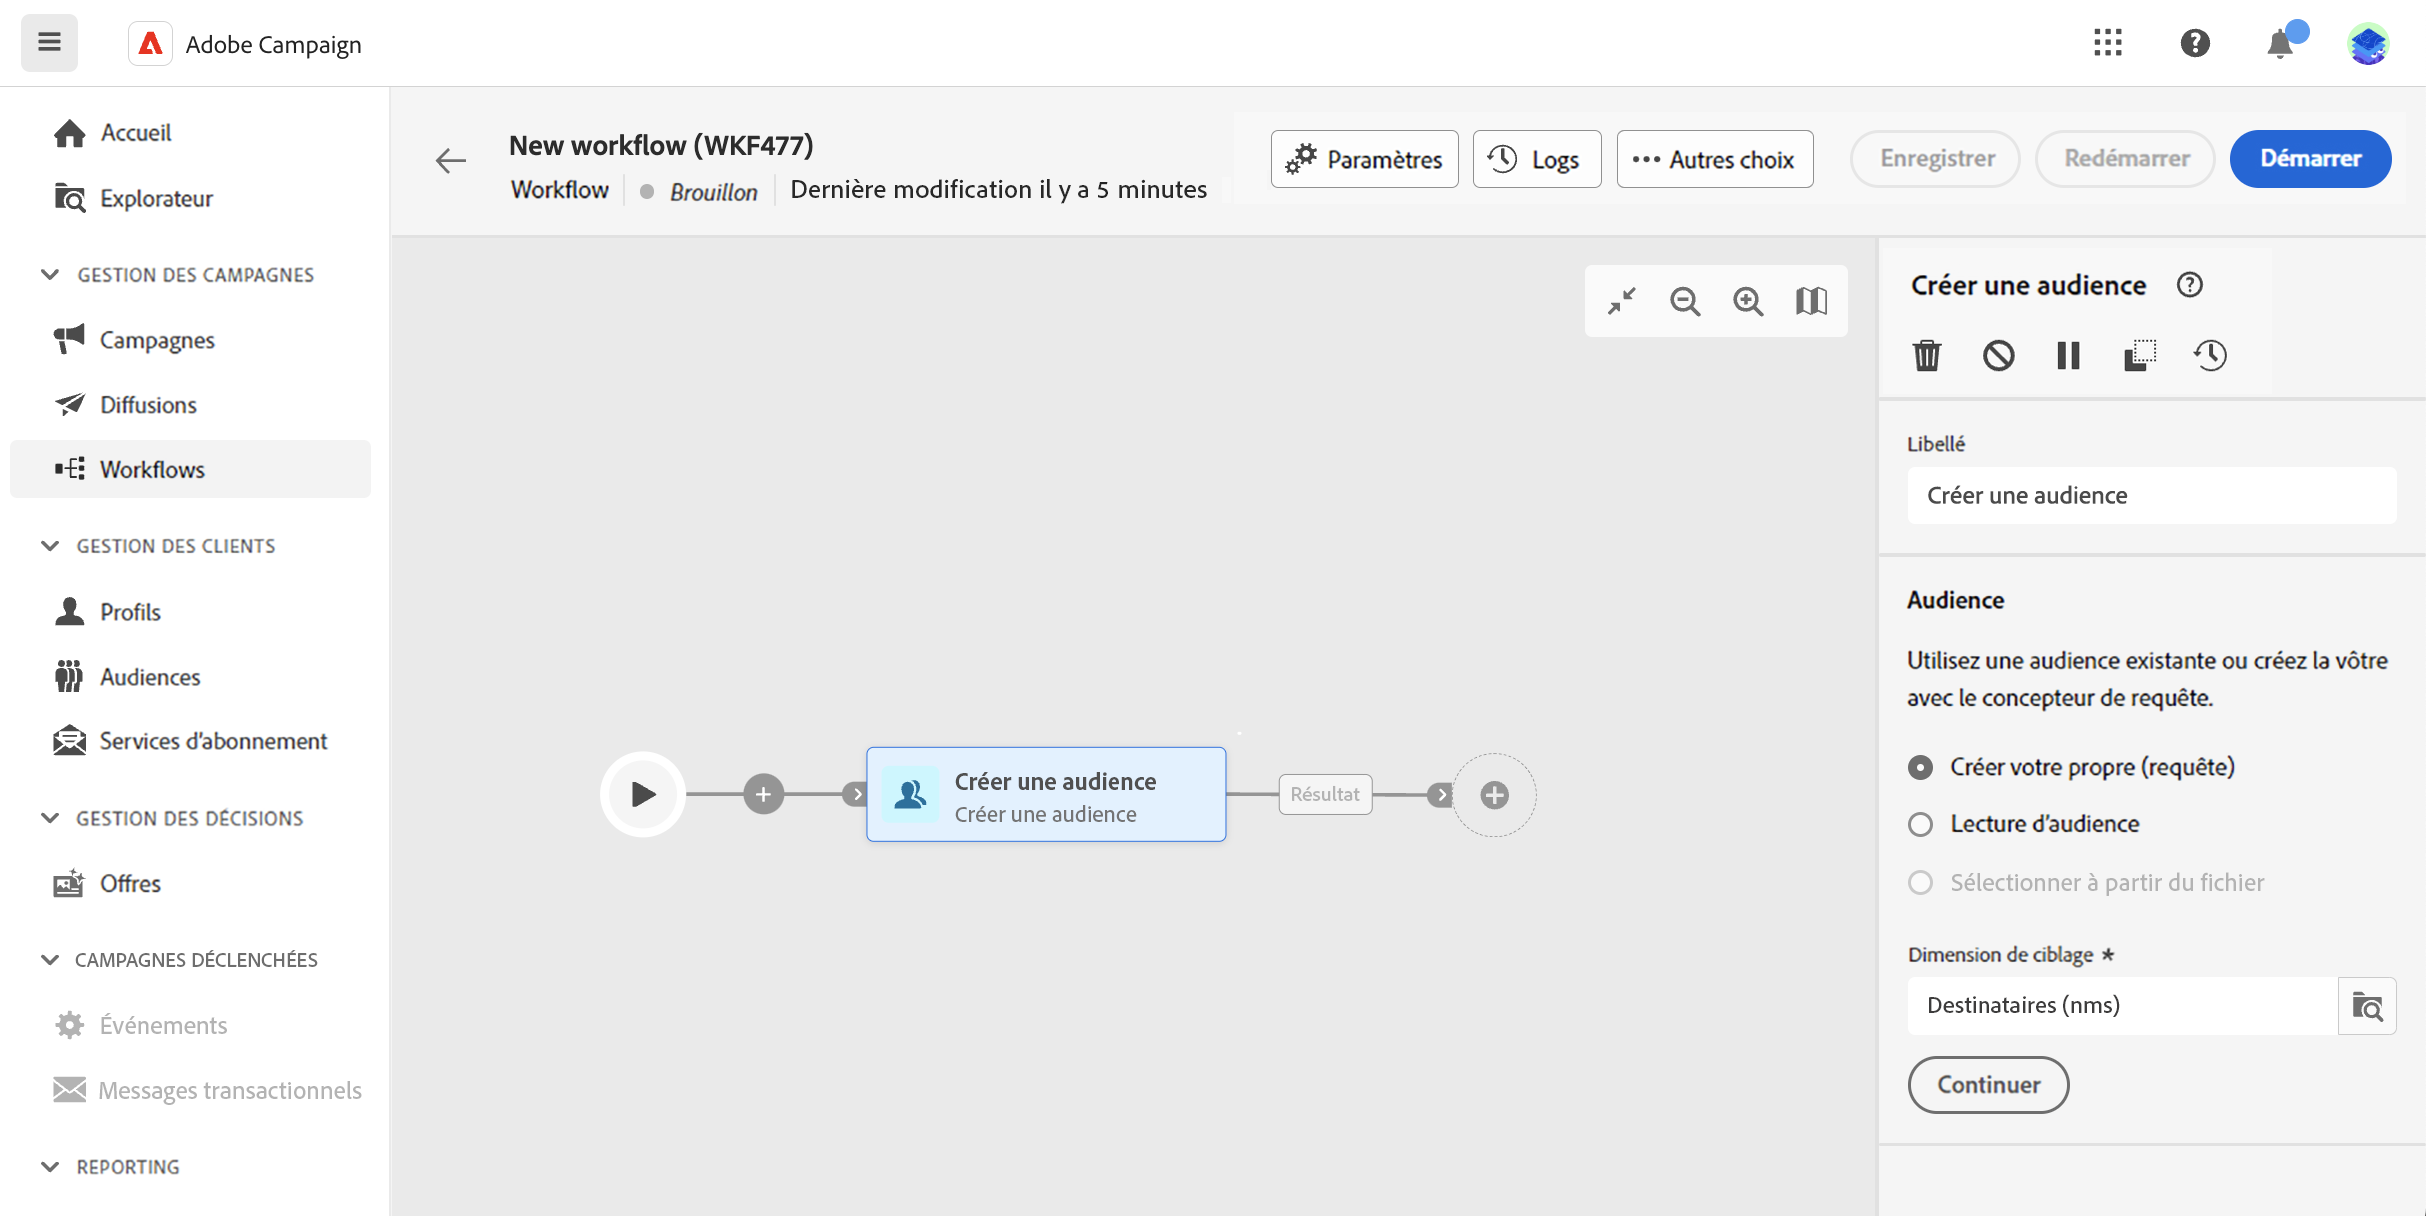 Adobe Campaign
Accueil
Explorateur
GESTION DES CAMPAGNES
Campagnes
Diffusions
Workflows
GESTION DES CLIENTS
Profils
Audiences
Services d'abonnement
GESTION DES DÉCISIONS
Offres
CAMPAGNES DÉCLENCHÉES
Événements
Messages transactionnels
REPORTING
New workflow (WKF477)
Workflow Brouillon Dernière modification il y a 5 minutes
Paramètres Logs Autres choix Enregistrer Redémarrer Démarrer
Créer une audience
Créer une audience
Résultat
Créer une audience
Libellé
Créer une audience
Audience
Utilisez une audience existante ou créez la vôtre
avec le concepteur de requête.
Créer votre propre (requête)
Lecture d'audience
Sélectionner à partir du fichier
Dimension de ciblage *
Destinataires (nms)
Continuer